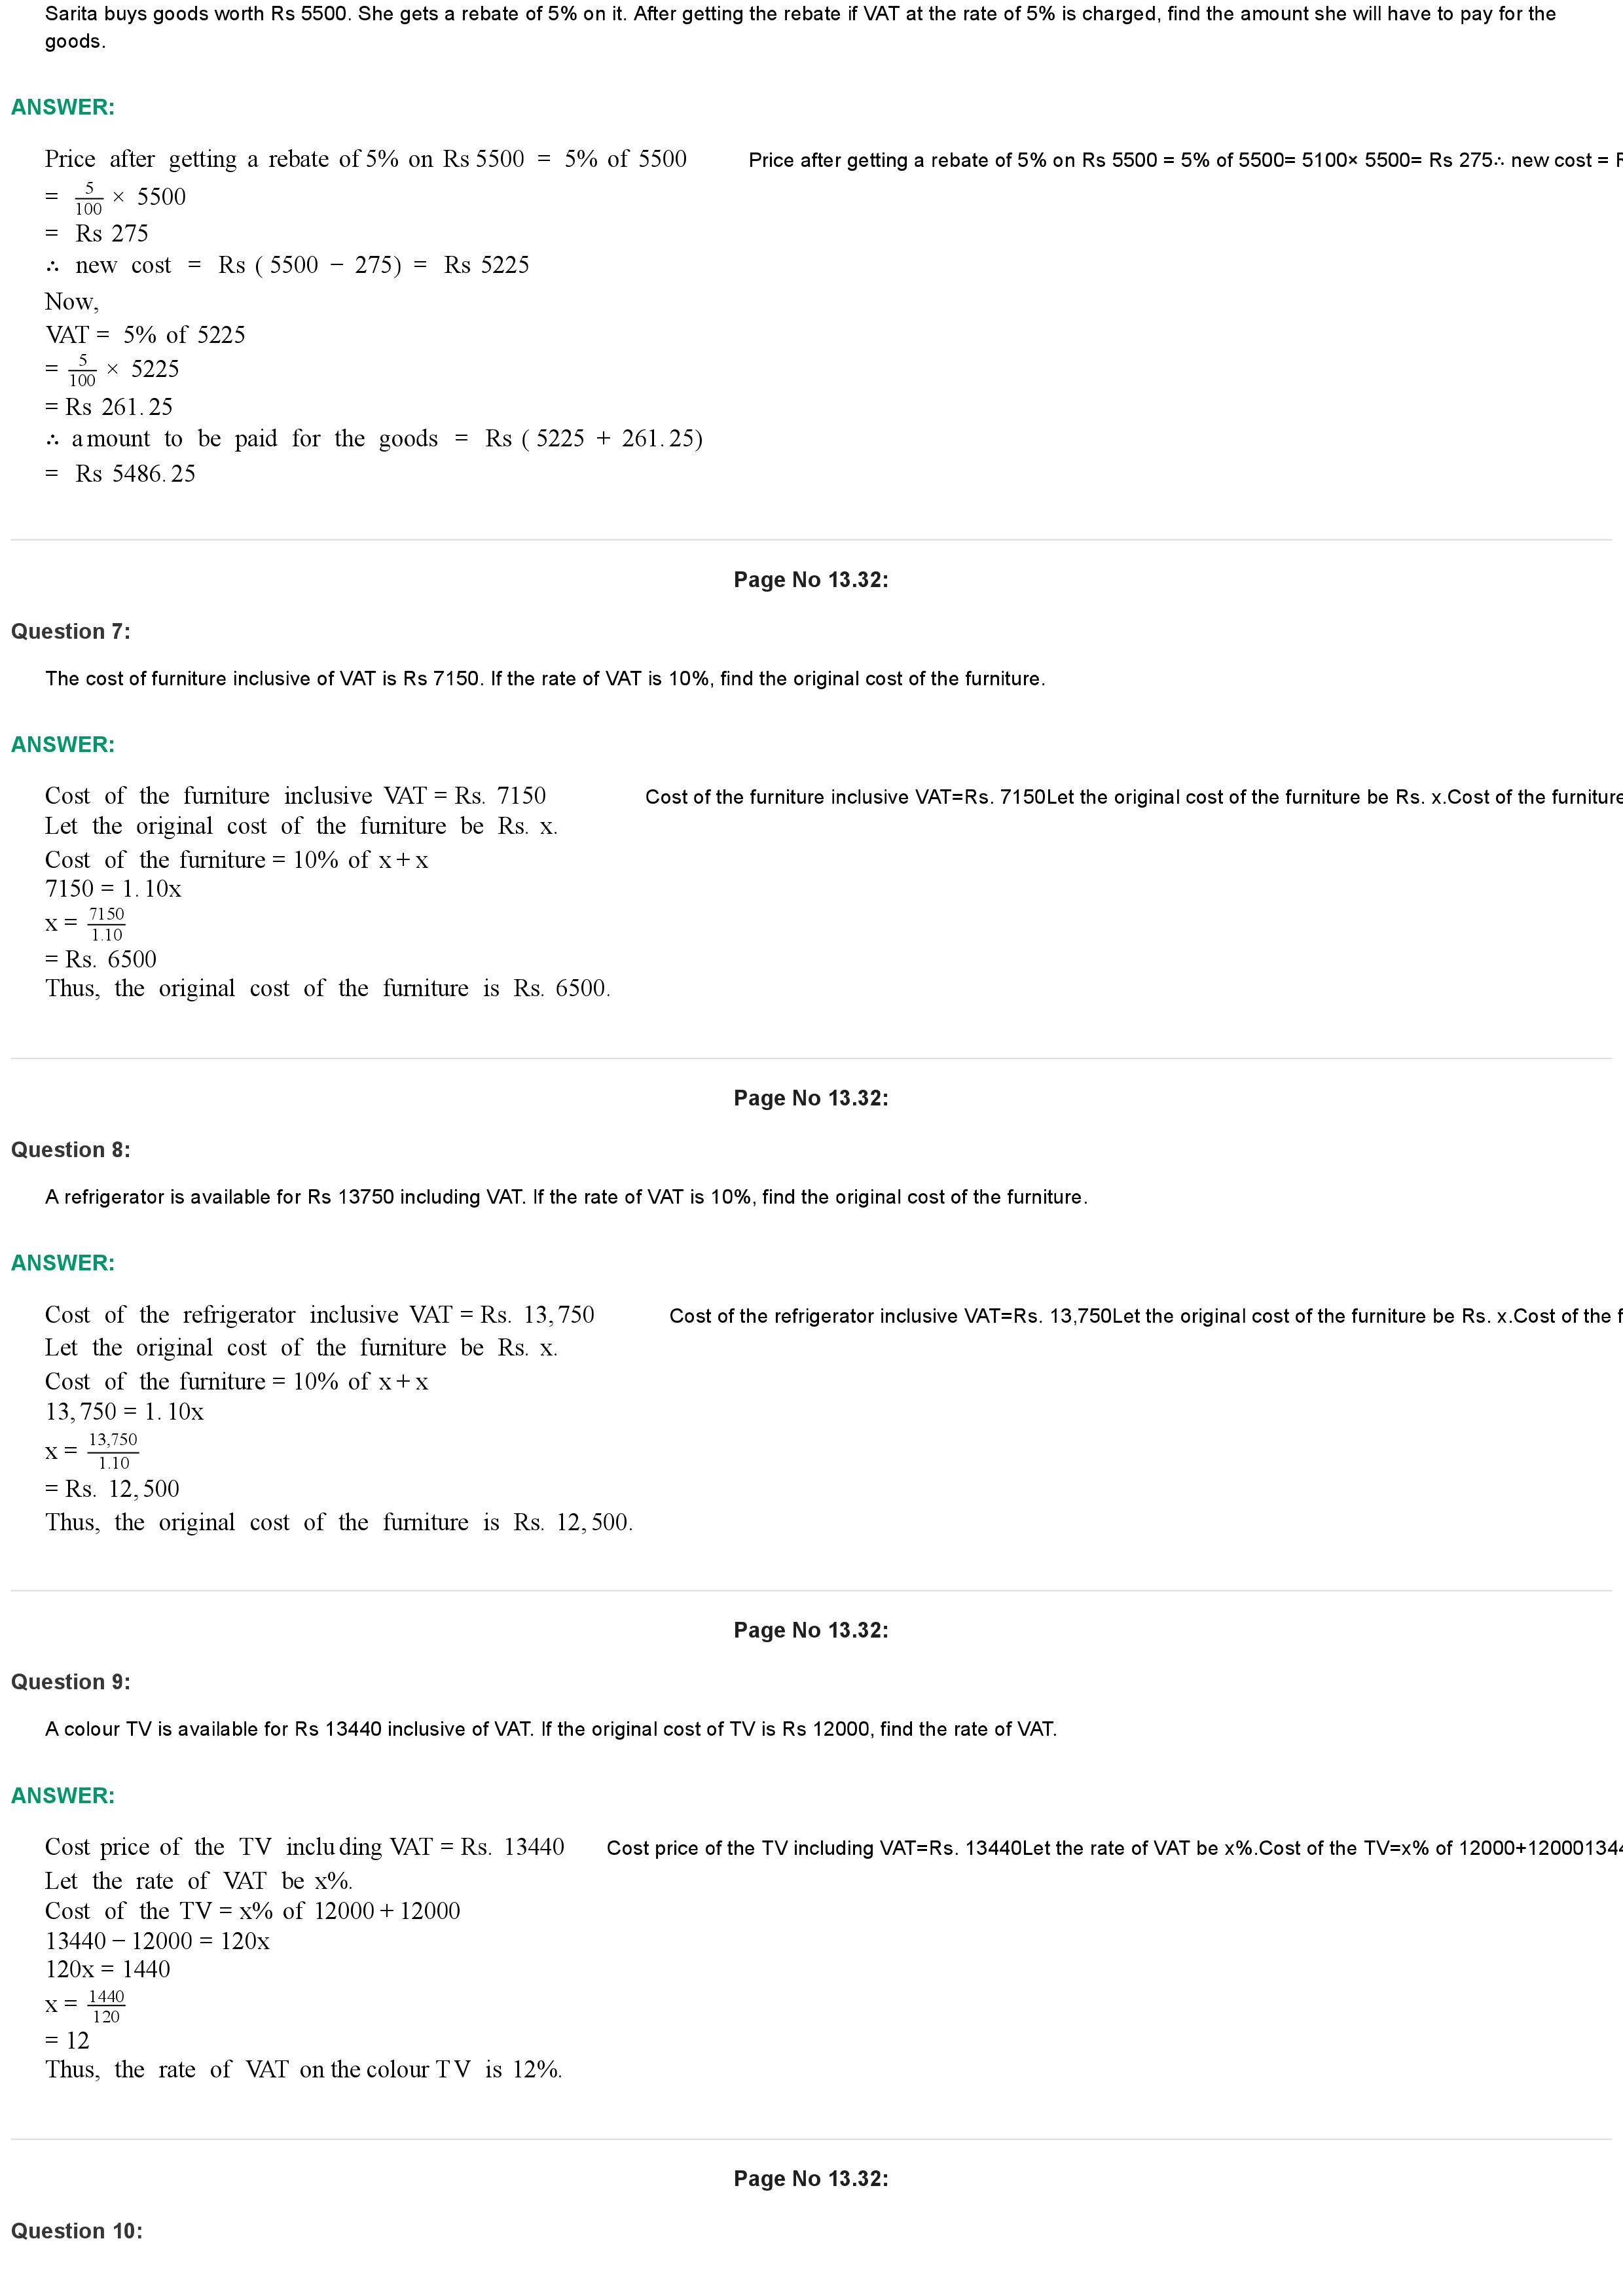 Sarita buys goods worth Rs 5500. She gets a rebate of 5% on it. After getting the rebate if VAT at the rate of 5% is charged, find the amount she will have to pay for the
goods.
ANSWER:
Price after getting a rebate of 5% on Rs 5500 = 5% of 5500 Price after getting a rebate of 5% on Rs 5500 = 5% of 5500= 5100× 5500= Rs 275∴ new cost =
= 5/100 × 5500
= Rs 275
∴ new cost = Rs ( 5500 − 275) = Rs 5225
Now,
VAT = 5% of 5225
= 5/100 × 5225
= Rs 261.25
∴ amount to be paid for the goods = Rs ( 5225 + 261.25)
= Rs 5486.25
Page No 13.32:
Question 7:
The cost of furniture inclusive of VAT is Rs 7150. If the rate of VAT is 10%, find the original cost of the furniture.
ANSWER:
Cost of the furniture inclusive VAT = Rs. 7150 Cost of the furniture inclusive VAT=Rs. 7150Let the original cost of the furniture be Rs. x.Cost of the furniture
Let the original cost of the furniture be Rs. x.
Cost of the furniture = 10% of x + x
7150 = 1.10x
x = 7150/1.10
= Rs. 6500
Thus, the original cost of the furniture is Rs. 6500.
Page No 13.32:
Question 8:
A refrigerator is available for Rs 13750 including VAT. If the rate of VAT is 10%, find the original cost of the furniture.
ANSWER:
Cost of the refrigerator inclusive VAT = Rs. 13,750 Cost of the refrigerator inclusive VAT=Rs. 13,750Let the original cost of the furniture be Rs. x.Cost of the
Let the original cost of the furniture be Rs. x.
Cost of the furniture = 10% of x + x
13,750 = 1.10x
x = 13,750/1.10
= Rs. 12,500
Thus, the original cost of the furniture is Rs. 12,500.
Page No 13.32:
Question 9:
A colour TV is available for Rs 13440 inclusive of VAT. If the original cost of TV is Rs 12000, find the rate of VAT.
ANSWER:
Cost price of the TV including VAT = Rs. 13440 Cost price of the TV including VAT=Rs. 13440Let the rate of VAT be x%.Cost of the TV=x% of 12000+12000134
Let the rate of VAT be x%.
Cost of the TV = x% of 12000 + 12000
13440 − 12000 = 120x
120x = 1440
x = 1440/120
= 12
Thus, the rate of VAT on the colour TV is 12%.
Page No 13.32:
Question 10: